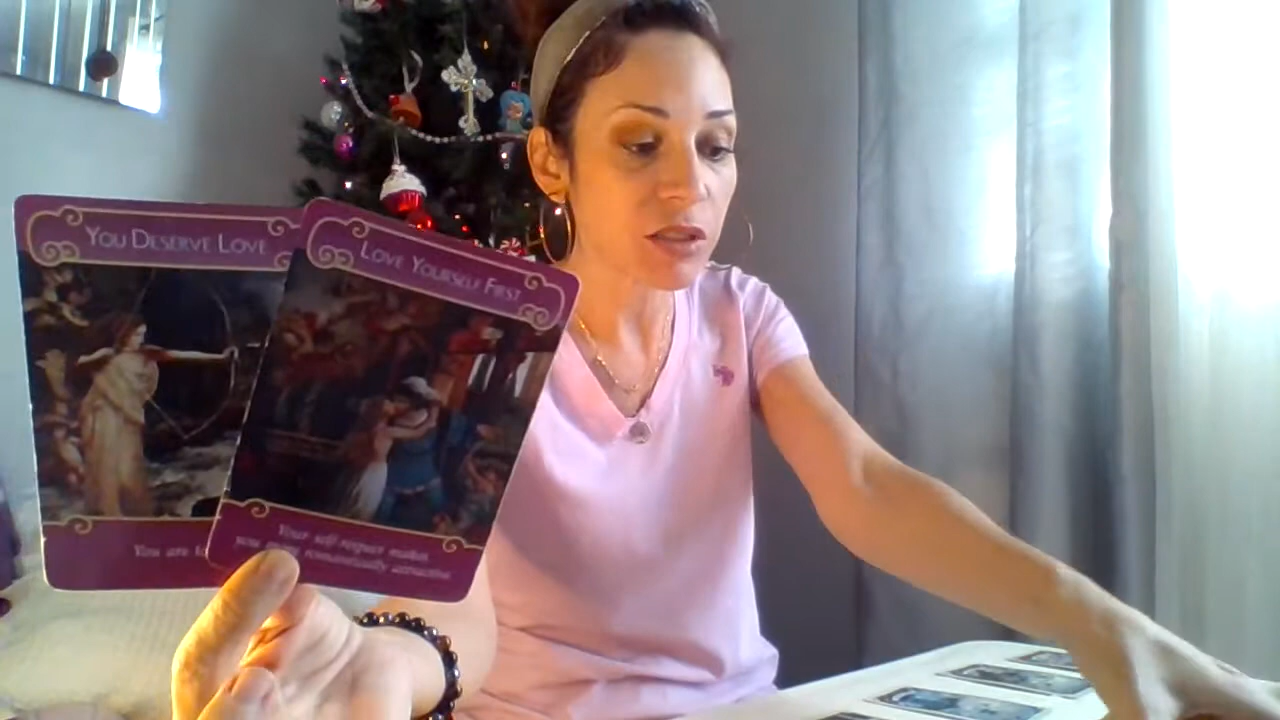 You Deserve Love
Love Yourself First
You are
Your self-respect makes
you more romantically attractive